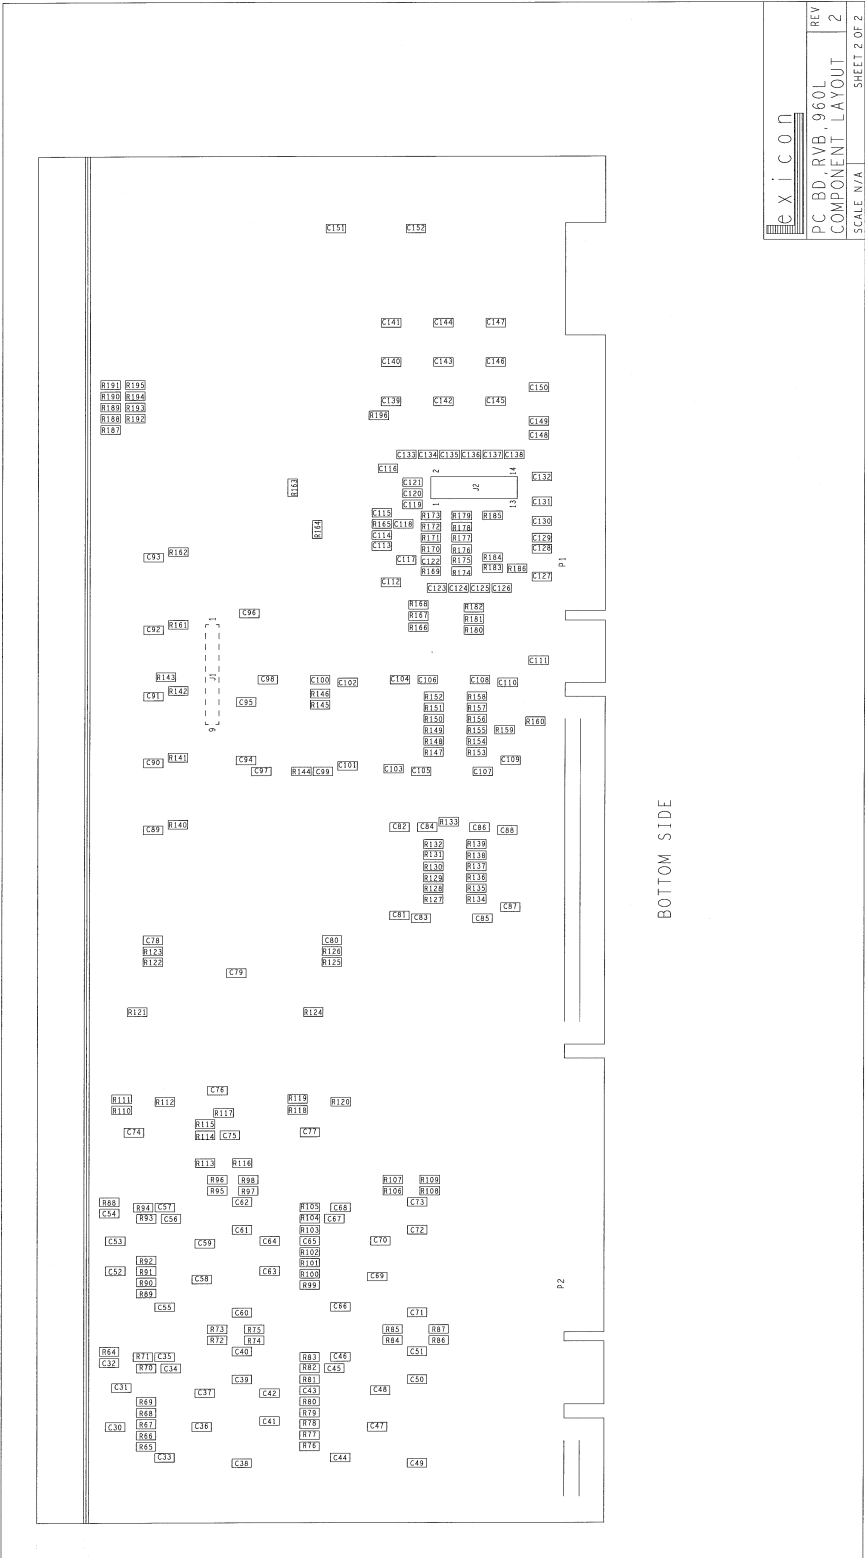 lexicon
PC BD,RVB,960L
COMPONENT LAYOUT
REV
2
SCALE N/A
SHEET 2 OF 2
C151 C152
C141 C144 C147
C140 C143 C146
R191 R195
C150
R190 R194
C139 C142 C145
R189 R193
R196
R188 R192
C149
R187
C148
C133 C134 C135 C136 C137 C138
C116
2 14
C132
C121
R163
J2
C120
C131
C119
1 13
C115
R173 R179 R185
R165 C118
C130
R164
R172 R178
C114
R171 R177
C129
C113
R170 R176
C128
C93 R162
R184
C117
C122 R175
P1
R183 R186
R169 R174
C127
C112
C123 C124 C125 C126
R168 R182
C96
R167 R181
R161 1
C92
R166 R180
C111
R143
J1
C98 C100 C102
C104 C106 C108 C110
R142
R146
C91
R152 R158
C95
R145
R151 R157
R150 R156
R160
9
R149 R155 R159
R148 R154
R141
R147 R153
C90
C94
C109
C97
R144 C99 C101
C103 C105 C107
R140
R133
C89
C82 C84 C86 C88
R132 R139
R131 R138
R130 R137
R129 R136
R128 R135
R127 R134
C87
C81 C83 C85
BOTTOM SIDE
C78 C80
R123 R126
R122 R125
C79
R121 R124
C76
R111 R112 R119 R120
R110 R117 R118
R115
C74 R114 C75 C77
R113 R116
R96 R98 R107 R109
R95 R97 R106 R108
R88 C62 C73
R94 C57 R105 C68
C54
R93 C56 R104 C67
C61 R103 C72
C53 C59 C64 C65 C70
R102
R92 R101
C52 R91 C63 R100 C69
R90 C58 R99
P2
R89
C55 C66
C60 C71
R73 R75 R85 R87
R72 R74 R84 R86
R64 C40 C51
R71 C35 R83 C46
C32
R70 C34 R82 C45
C39 R81 C50
C31 C37 C42 C43 C48
R69 R80
R68 R79
C30 R67 C36 C41 R78 C47
R66 R77
R65 R76
C33 C44
C38 C49